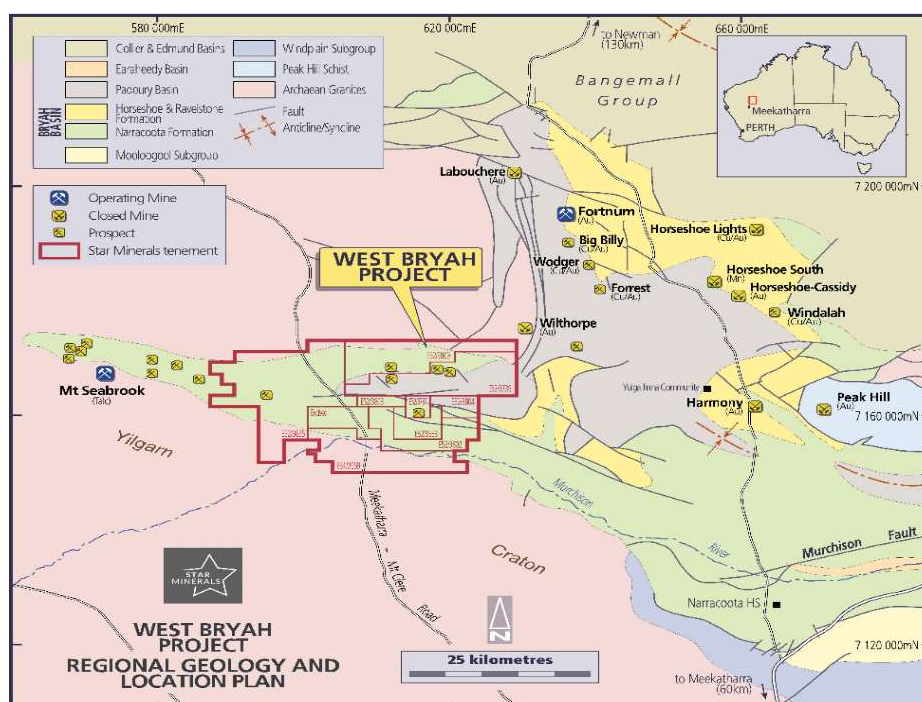 580 000mE
620 000mE
660 000mE
to Newman
(130km)
Collier & Edmund Basins
Earaheedy Basin
Padbury Basin
BRYAH
BASIN
Horseshoe & Ravelstone
Formation
Narracoota Formation
Mooloogool Subgroup
Windplain Subgroup
Peak Hill Schist
Archaean Granites
Fault
Anticline/Syncline
Bangemall
Group
Meekatharra
PERTH
Operating Mine
Closed Mine
Prospect
Star Minerals tenement
7 200 000mN
Labouchere
(Au)
Fortnum
(Au)
Big Billy
(Cu/Au)
Horseshoe Lights
(Cu/Au)
WEST BRYAH
PROJECT
Wodger
(Cu/Au)
Forrest
(Cu/Au)
Horseshoe South
(Mn)
Horseshoe-Cassidy
(Au)
Windalah
(Cu/Au)
Wilthorpe
(Au)
Mt Seabrook
(Talc)
Harmony
(Au)
Peak Hill
(Au)
7 160 000mN
Yilgarn
Craton
Murchison
River
Murchison Fault
Meekatharra - Mt Clere Road
Narracoota HS
STAR
MINERALS
WEST BRYAH
PROJECT
REGIONAL GEOLOGY AND
LOCATION PLAN
N
25 kilometres
7 120 000mN
to Meekatharra
(60km)